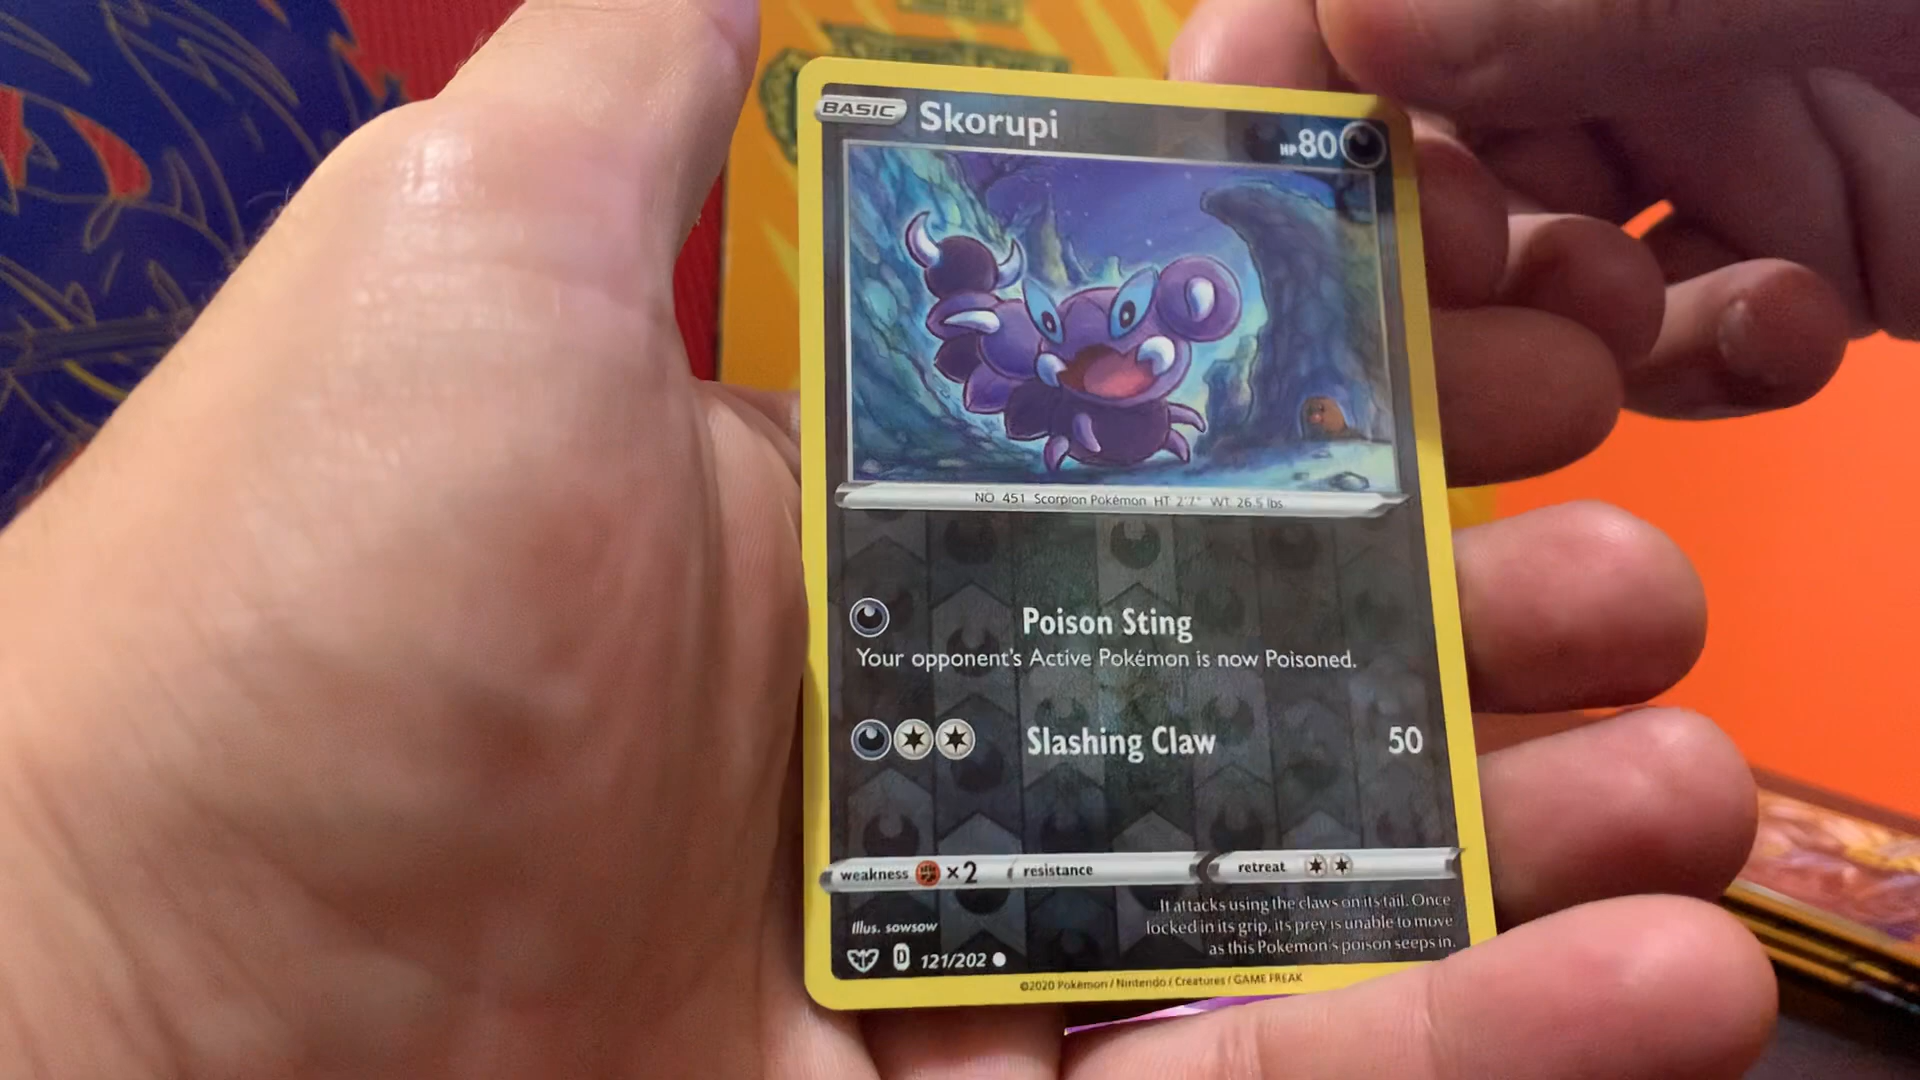 BASIC Skorupi HP 80
NO. 451 Scorpion Pokémon HT: 2'7" WT: 26.5 lbs.
Poison Sting
Your opponent's Active Pokémon is now Poisoned.
Slashing Claw 50
weakness ×2 resistance retreat
It attacks using the claws on its tail. Once
locked in its grip, its prey is unable to move
as this Pokémon's poison seeps in.
Illus. sowsow
D 121/202
©2020 Pokémon / Nintendo / Creatures / GAME FREAK